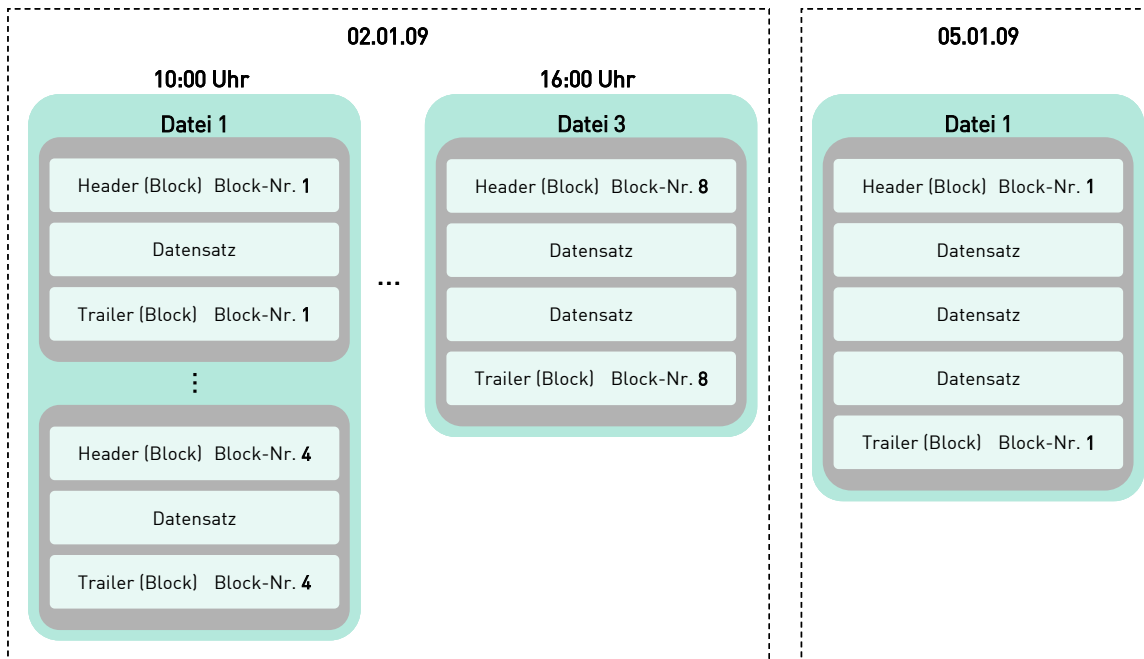 02.01.09
10:00 Uhr
Datei 1
Header (Block) Block-Nr. 1
Datensatz
Trailer (Block) Block-Nr. 1
⋮
Header (Block) Block-Nr. 4
Datensatz
Trailer (Block) Block-Nr. 4
...
16:00 Uhr
Datei 3
Header (Block) Block-Nr. 8
Datensatz
Datensatz
Trailer (Block) Block-Nr. 8
05.01.09
Datei 1
Header (Block) Block-Nr. 1
Datensatz
Datensatz
Datensatz
Trailer (Block) Block-Nr. 1